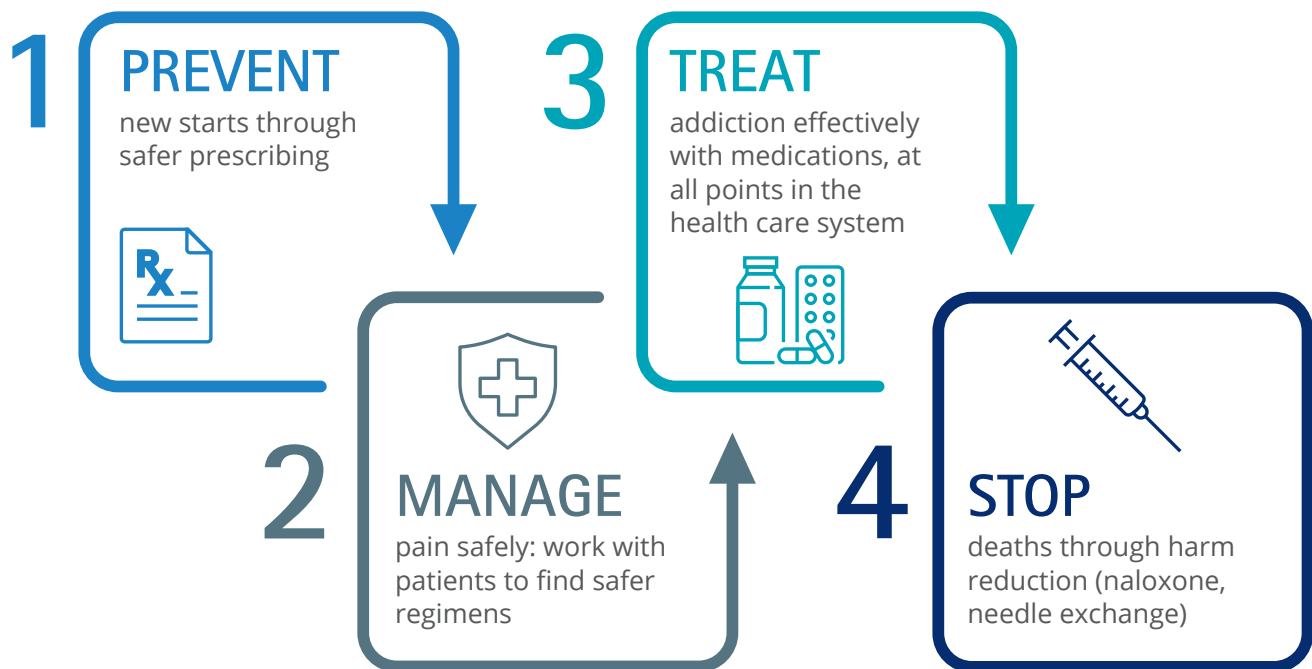 1
PREVENT
new starts through
safer prescribing
Rx
2
MANAGE
pain safely: work with
patients to find safer
regimens
3
TREAT
addiction effectively
with medications, at
all points in the
health care system
4
STOP
deaths through harm
reduction (naloxone,
needle exchange)